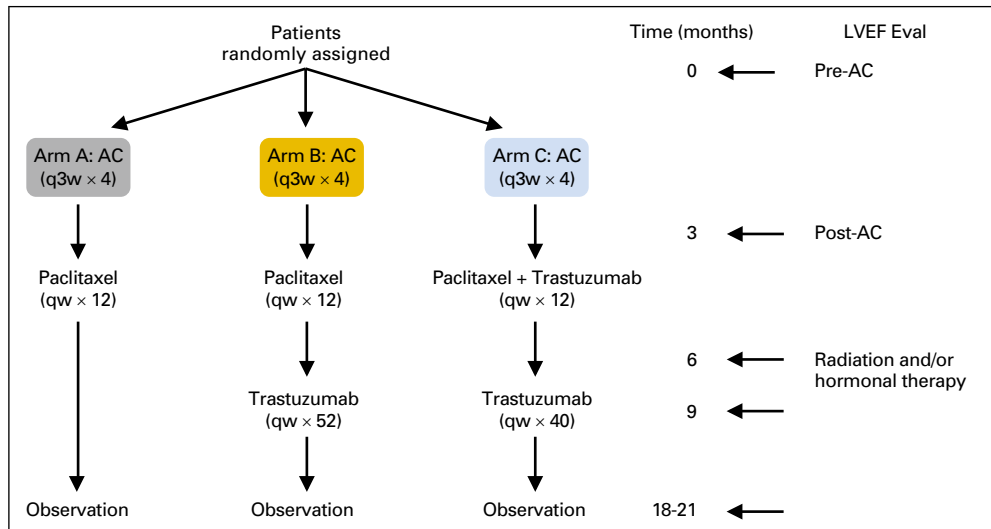 Patients
randomly assigned
Time (months)
LVEF Eval
0
Pre-AC
Arm A: AC
(q3w × 4)
Arm B: AC
(q3w × 4)
Arm C: AC
(q3w × 4)
3
Post-AC
Paclitaxel
(qw × 12)
Paclitaxel
(qw × 12)
Paclitaxel + Trastuzumab
(qw × 12)
6
Radiation and/or
hormonal therapy
Trastuzumab
(qw × 52)
Trastuzumab
(qw × 40)
9
Observation
Observation
Observation
18-21